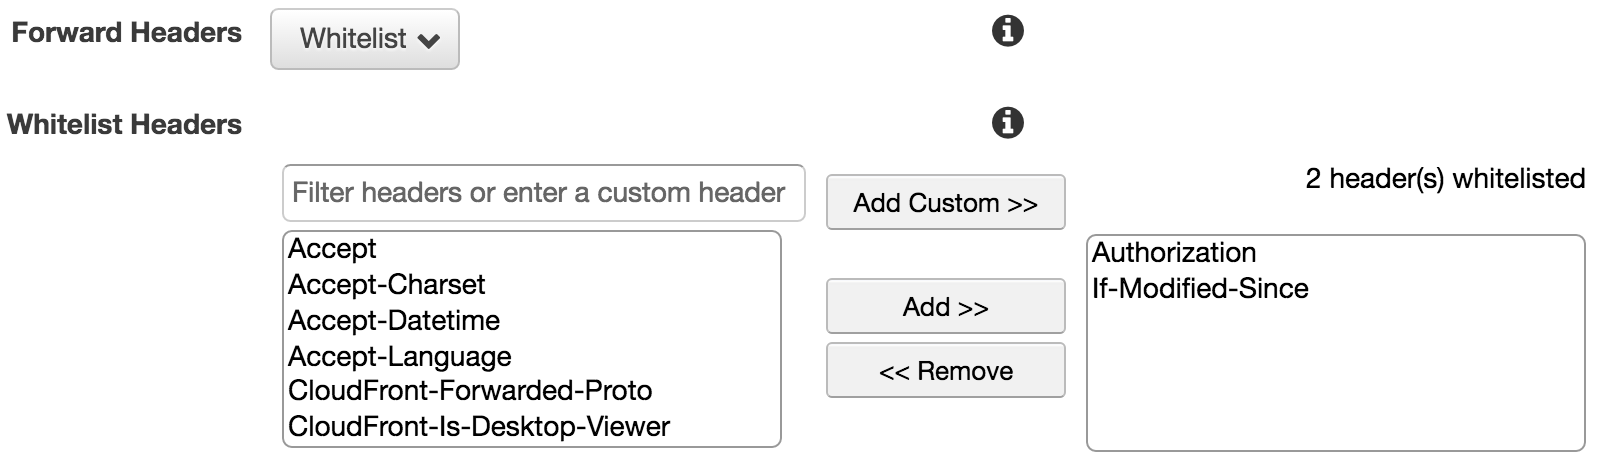 Forward Headers
Whitelist
Whitelist Headers
Filter headers or enter a custom header
Add Custom >>
2 header(s) whitelisted
Accept
Accept-Charset
Accept-Datetime
Accept-Language
CloudFront-Forwarded-Proto
CloudFront-Is-Desktop-Viewer
Add >>
<< Remove
Authorization
If-Modified-Since